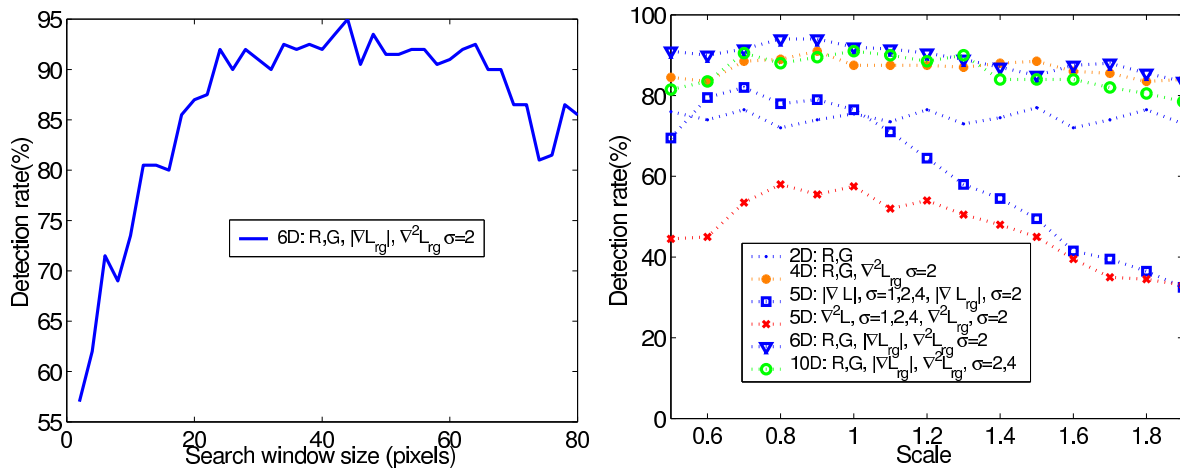 95
90
85
80
75
70
65
60
55
0
20
40
60
80
Detection rate(%)
Search window size (pixels)
6D: R,G, |∇L_rg|, ∇²L_rg σ=2
100
80
60
40
20
0
0.6
0.8
1
1.2
1.4
1.6
1.8
Detection rate(%)
Scale
2D: R,G
4D: R,G, ∇²L_rg σ=2
5D: |∇ L|, σ=1,2,4, |∇ L_rg|, σ=2
5D: ∇²L, σ=1,2,4, ∇²L_rg, σ=2
6D: R,G, |∇L_rg|, ∇²L_rg σ=2
10D: R,G, |∇L_rg|, ∇²L_rg, σ=2,4